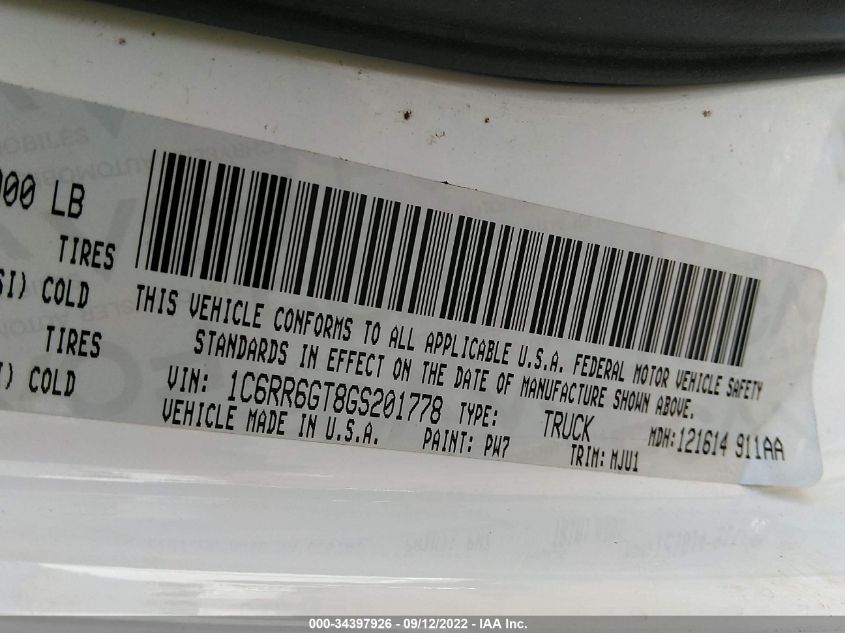 000 LB
TIRES
SI) COLD
TIRES
I) COLD
THIS VEHICLE CONFORMS TO ALL APPLICABLE U.S.A. FEDERAL MOTOR VEHICLE SAFETY
STANDARDS IN EFFECT ON THE DATE OF MANUFACTURE SHOWN ABOVE.
VIN: 1C6RR6GT8GS201778 TYPE: TRUCK MDH:121614 911AA
VEHICLE MADE IN U.S.A. PAINT: PW7 TRIM: MJU1
000-34397926 - 09/12/2022 - IAA Inc.